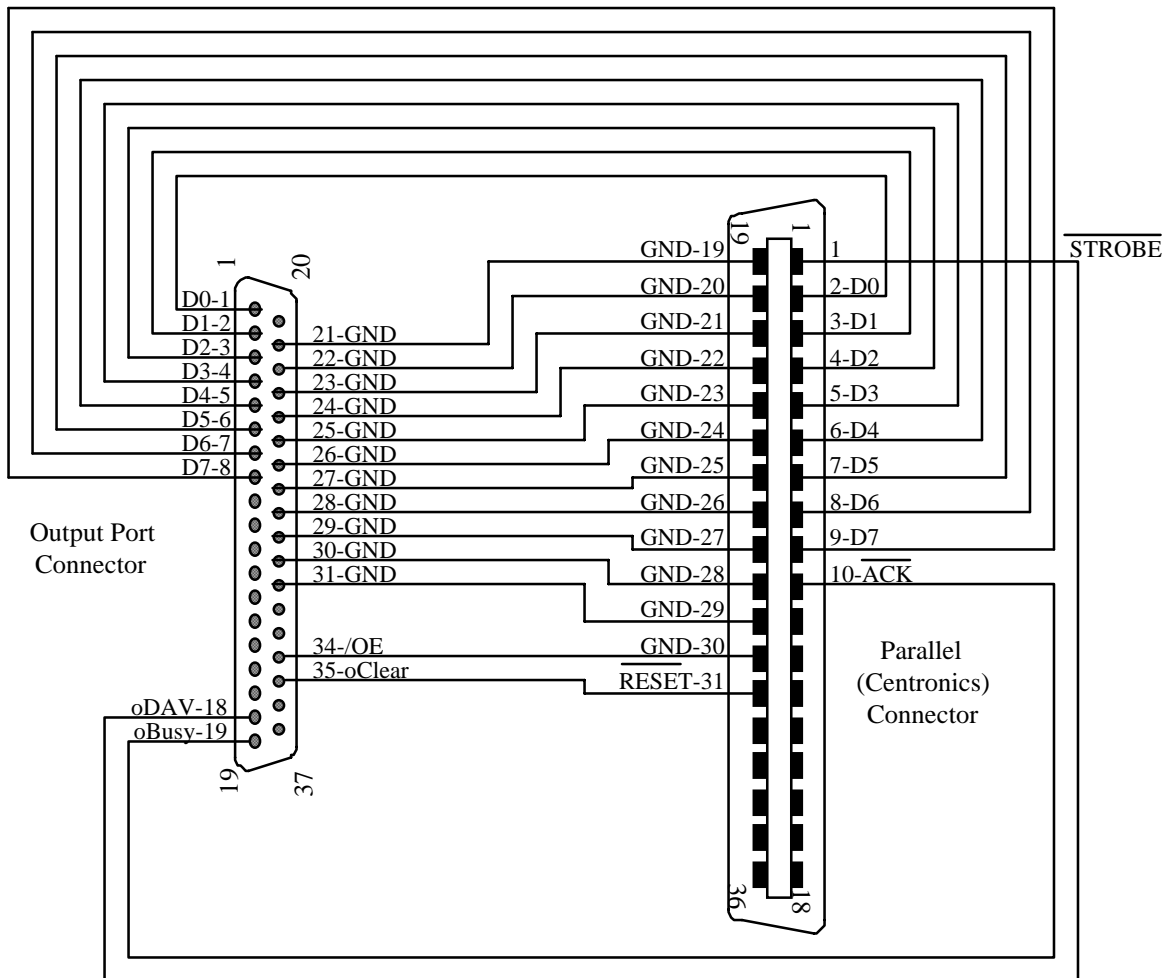 1
20
D0-1
D1-2
D2-3
D3-4
D4-5
D5-6
D6-7
D7-8
21-GND
22-GND
23-GND
24-GND
25-GND
26-GND
27-GND
28-GND
29-GND
30-GND
31-GND
34-/OE
35-oClear
oDAV-18
oBusy-19
19
37
Output Port
Connector
19
1
GND-19
GND-20
GND-21
GND-22
GND-23
GND-24
GND-25
GND-26
GND-27
GND-28
GND-29
GND-30
RESET-31
1
STROBE
2-D0
3-D1
4-D2
5-D3
6-D4
7-D5
8-D6
9-D7
10-ACK
Parallel
(Centronics)
Connector
36
18